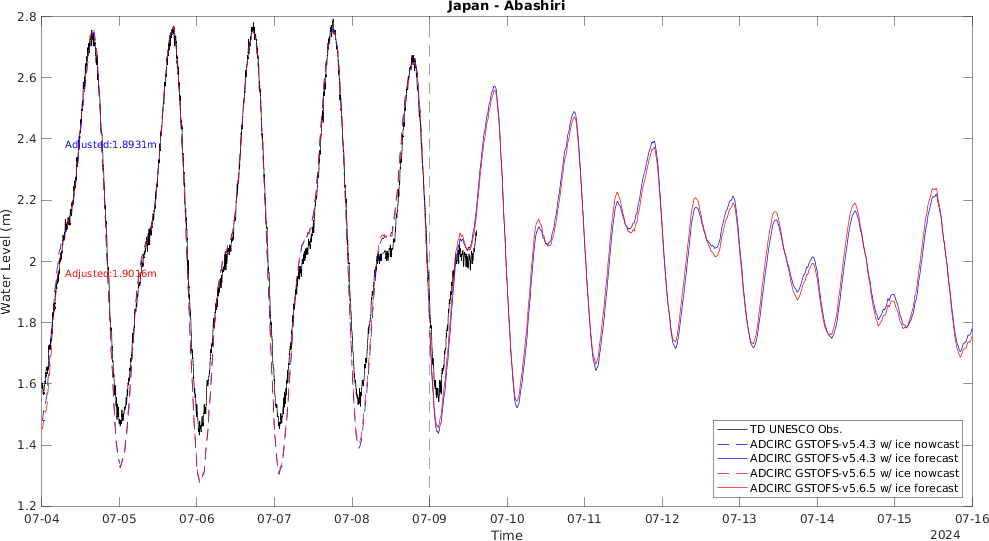 Japan - Abashiri
2.8
2.6
2.4
2.2
2
1.8
1.6
1.4
1.2
Water Level (m)
Adjusted:1.8931m
Adjusted:1.9016m
TD UNESCO Obs.
ADCIRC GSTOFS-v5.4.3 w/ ice nowcast
ADCIRC GSTOFS-v5.4.3 w/ ice forecast
ADCIRC GSTOFS-v5.6.5 w/ ice nowcast
ADCIRC GSTOFS-v5.6.5 w/ ice forecast
07-04 07-05 07-06 07-07 07-08 07-09 07-10 07-11 07-12 07-13 07-14 07-15 07-16
Time
2024